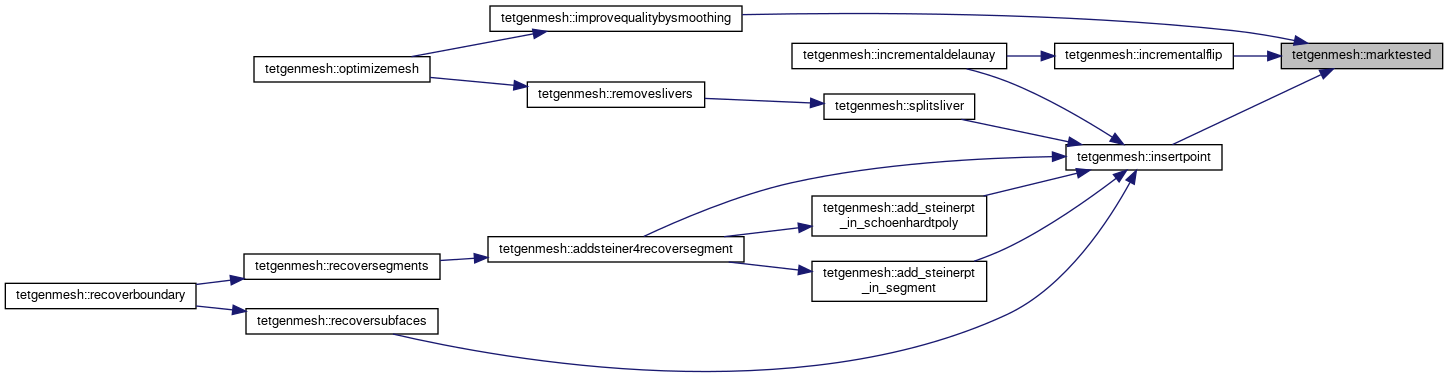 tetgenmesh::improvequalitybysmoothing
tetgenmesh::optimizemesh
tetgenmesh::incrementaldelaunay
tetgenmesh::incrementalflip
tetgenmesh::marktested
tetgenmesh::removeslivers
tetgenmesh::splitsliver
tetgenmesh::insertpoint
tetgenmesh::add_steinerpt
_in_schoenhardtpoly
tetgenmesh::addsteiner4recoversegment
tetgenmesh::recoversegments
tetgenmesh::add_steinerpt
_in_segment
tetgenmesh::recoverboundary
tetgenmesh::recoversubfaces